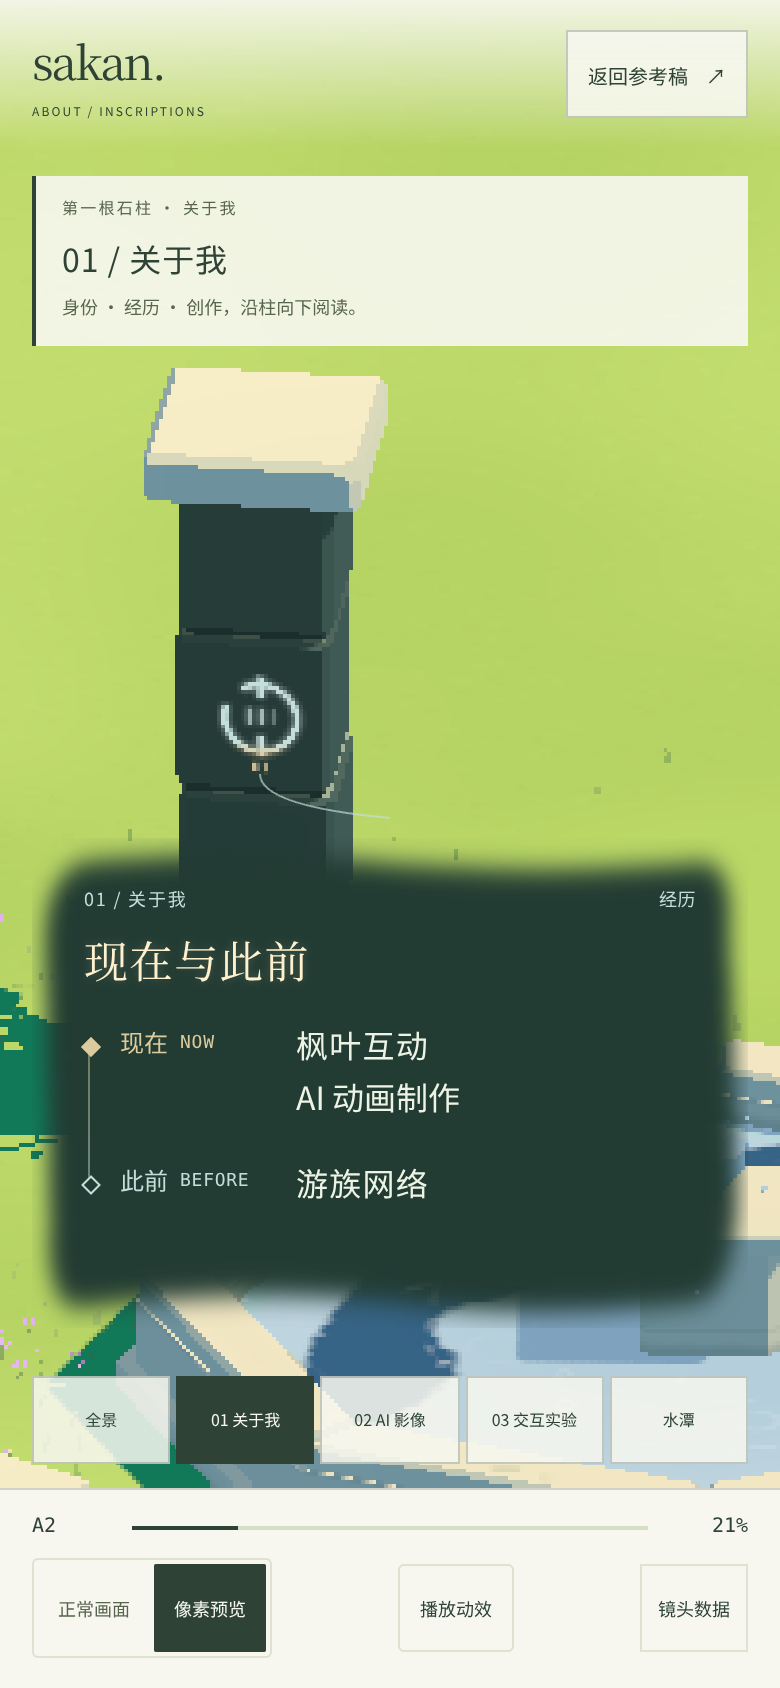 sakan.
ABOUT / INSCRIPTIONS
返回参考稿 ↗
第一根石柱 · 关于我
01 / 关于我
身份 · 经历 · 创作，沿柱向下阅读。
01 / 关于我
经历
现在与此前
现在 NOW
枫叶互动
AI 动画制作
此前 BEFORE
游族网络
全景
01 关于我
02 AI 影像
03 交互实验
水潭
A2
21%
正常画面
像素预览
播放动效
镜头数据